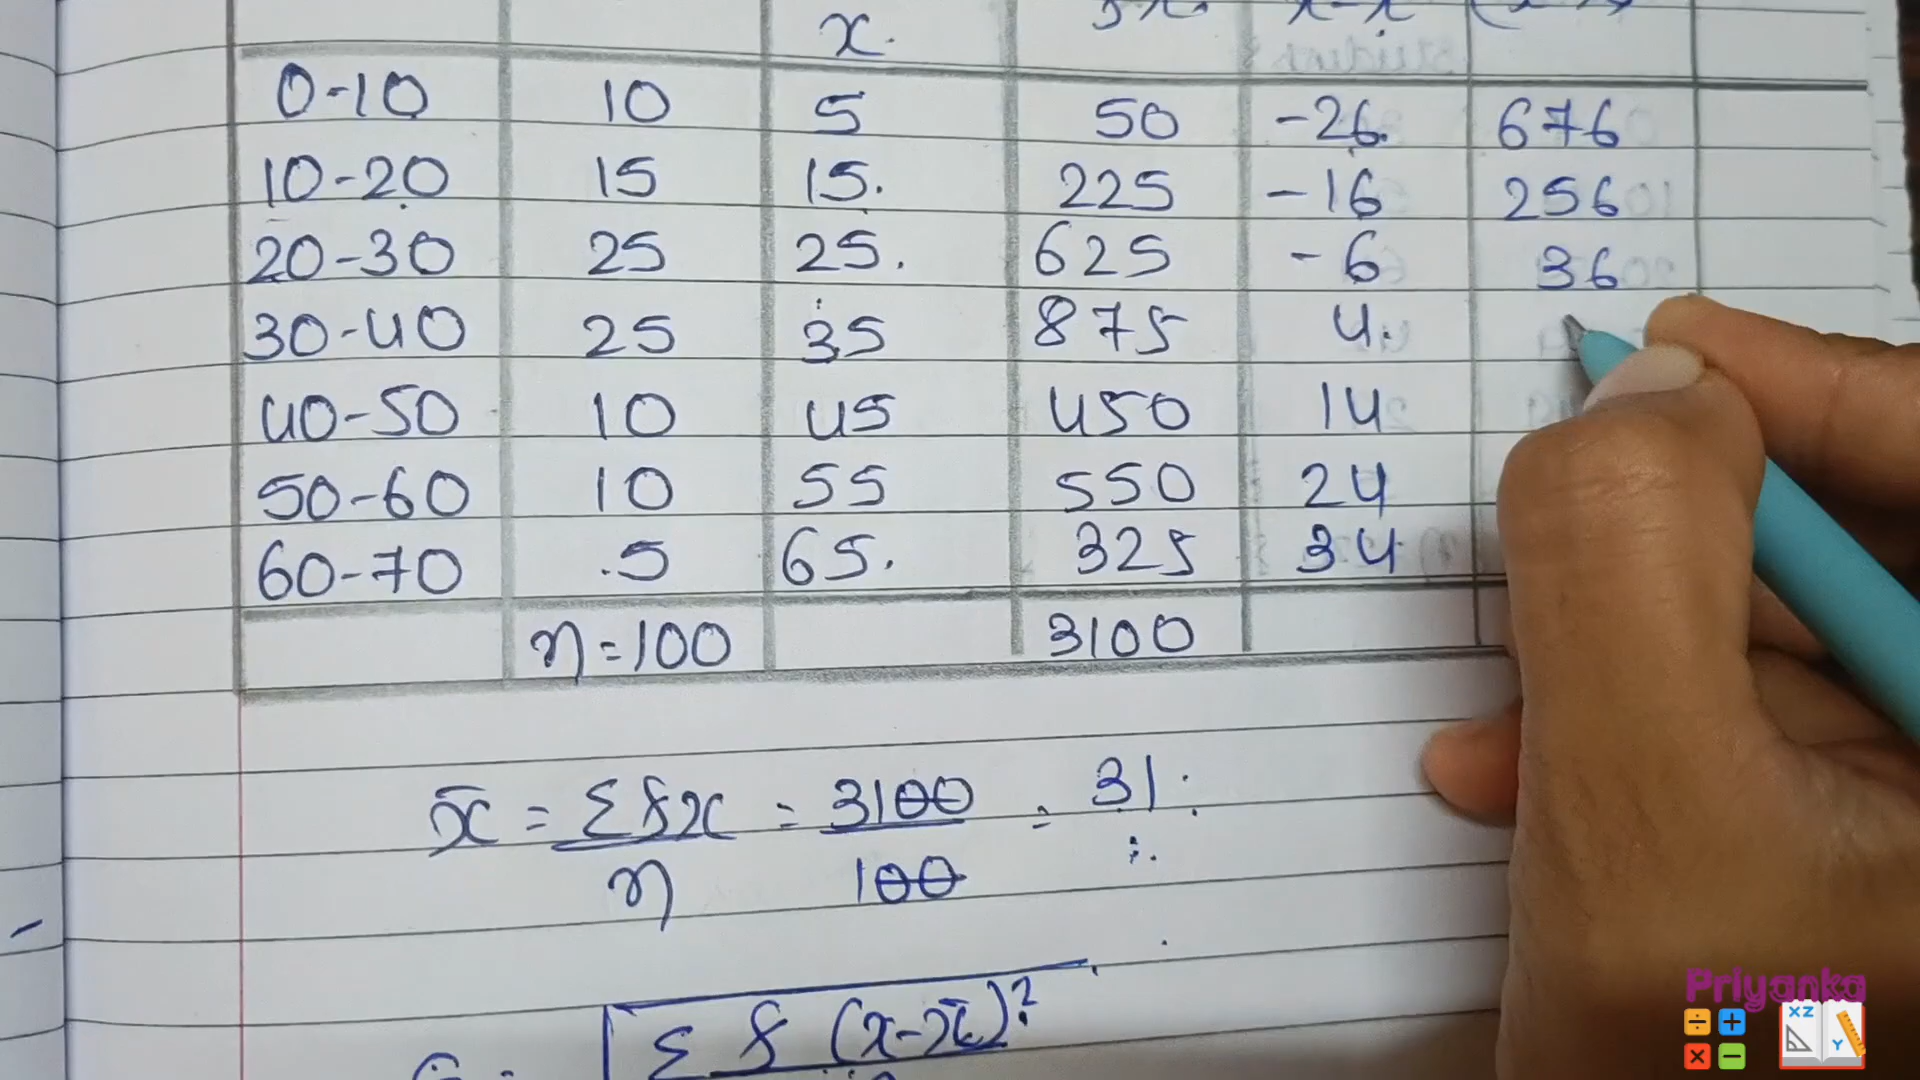 x.
0-10 10 5 50 -26. 676
10-20 15 15. 225 -16 256
20-30 25 25. 625 -6 36
30-40 25 35 875 4.
40-50 10 45 450 14
50-60 10 55 550 24
60-70 .5 65. 325 34
n=100 3100
x̄ = Σfx = 3100 = 31.
n 100
Σ f (x-x̄)²
Priyanka
XZ
Y